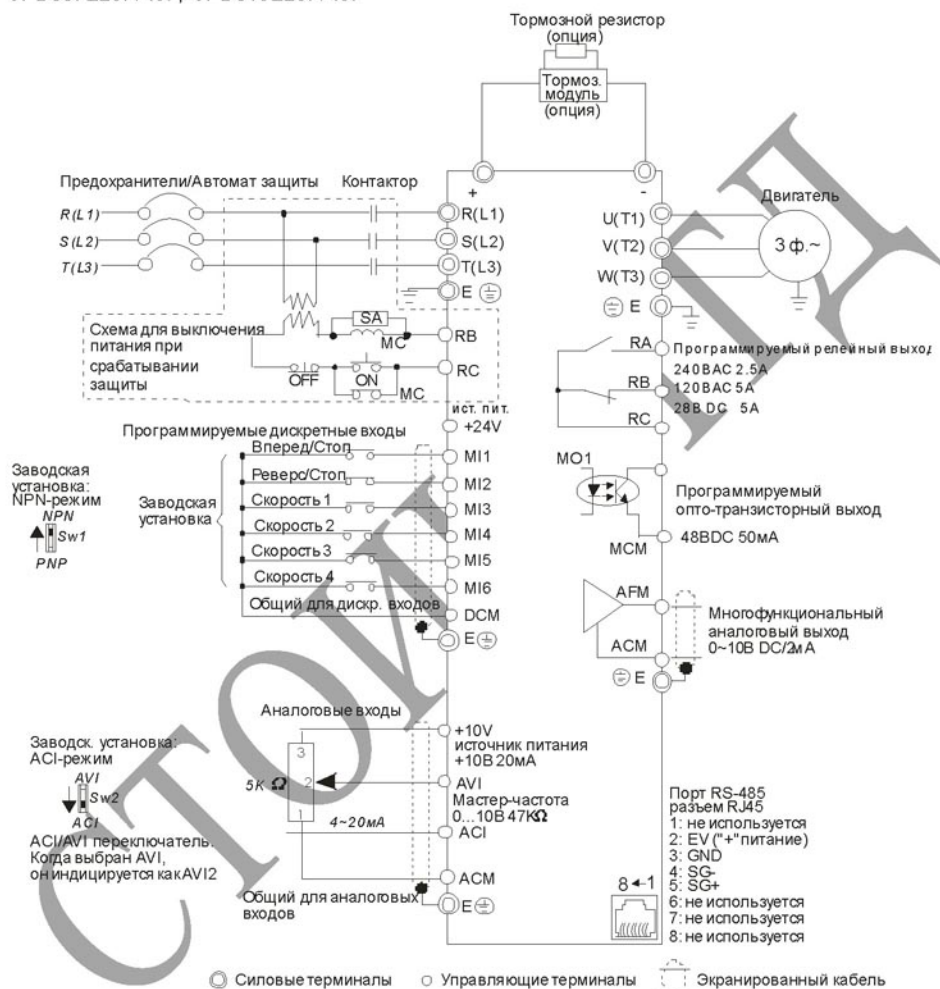 Тормозной резистор
(опция)
Тормоз.
модуль
(опция)
Предохранители/Автомат защиты
Контактор
+
-
Двигатель
R(L1)
R(L1)
U(T1)
S(L2)
S(L2)
V(T2)
3 ф.~
T(L3)
T(L3)
W(T3)
E
E
Схема для выключения
питания при
срабатывании
защиты
SA
MC
RB
OFF
ON
MC
RC
RA
Программируемый релейный выход
240BAC 2.5A
RB
120BAC 5A
RC
28B DC 5A
ист. пит.
+24V
Программируемые дискретные входы
Заводская
установка:
NPN-режим
NPN
Sw1
PNP
Заводская
установка
Вперед/Стоп
MI1
Реверс/Стоп
MI2
Скорость 1
MI3
Скорость 2
MI4
Скорость 3
MI5
Скорость 4
MI6
Общий для дискр. входов
DCM
E
MO1
Программируемый
опто-транзисторный выход
MCM
48BDC 50мА
AFM
Многофункциональный
аналоговый выход
0~10В DC/2мА
ACM
E
Аналоговые входы
+10V
источник питания
+10В 20мА
3
2
1
5K Ω
AVI
Мастер-частота
0...10В 47KΩ
4~20мА
ACI
ACM
Общий для аналоговых
входов
E
Заводск. установка:
ACI-режим
AVI
Sw2
ACI
ACI/AVI переключатель.
Когда выбран AVI,
он индицируется как AVI2
Порт RS-485
разъем RJ45
1: не используется
2: EV ("+"питание)
3: GND
4: SG-
5: SG+
6: не используется
7: не используется
8: не используется
8←1
Силовые терминалы
Управляющие терминалы
Экранированный кабель
СТОИК ЛТД